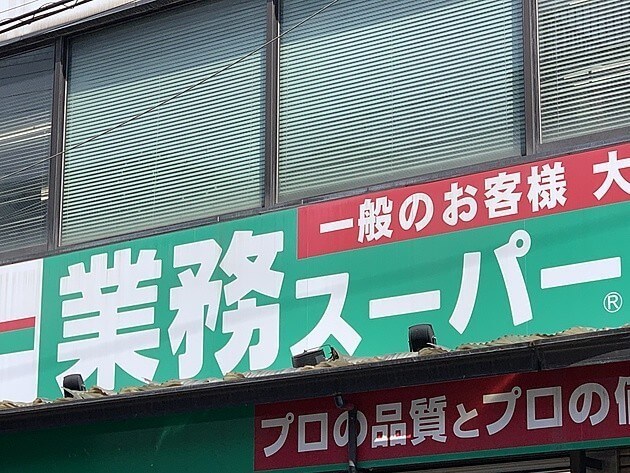 一般のお客様 大
業務スーパー®
プロの品質とプロの